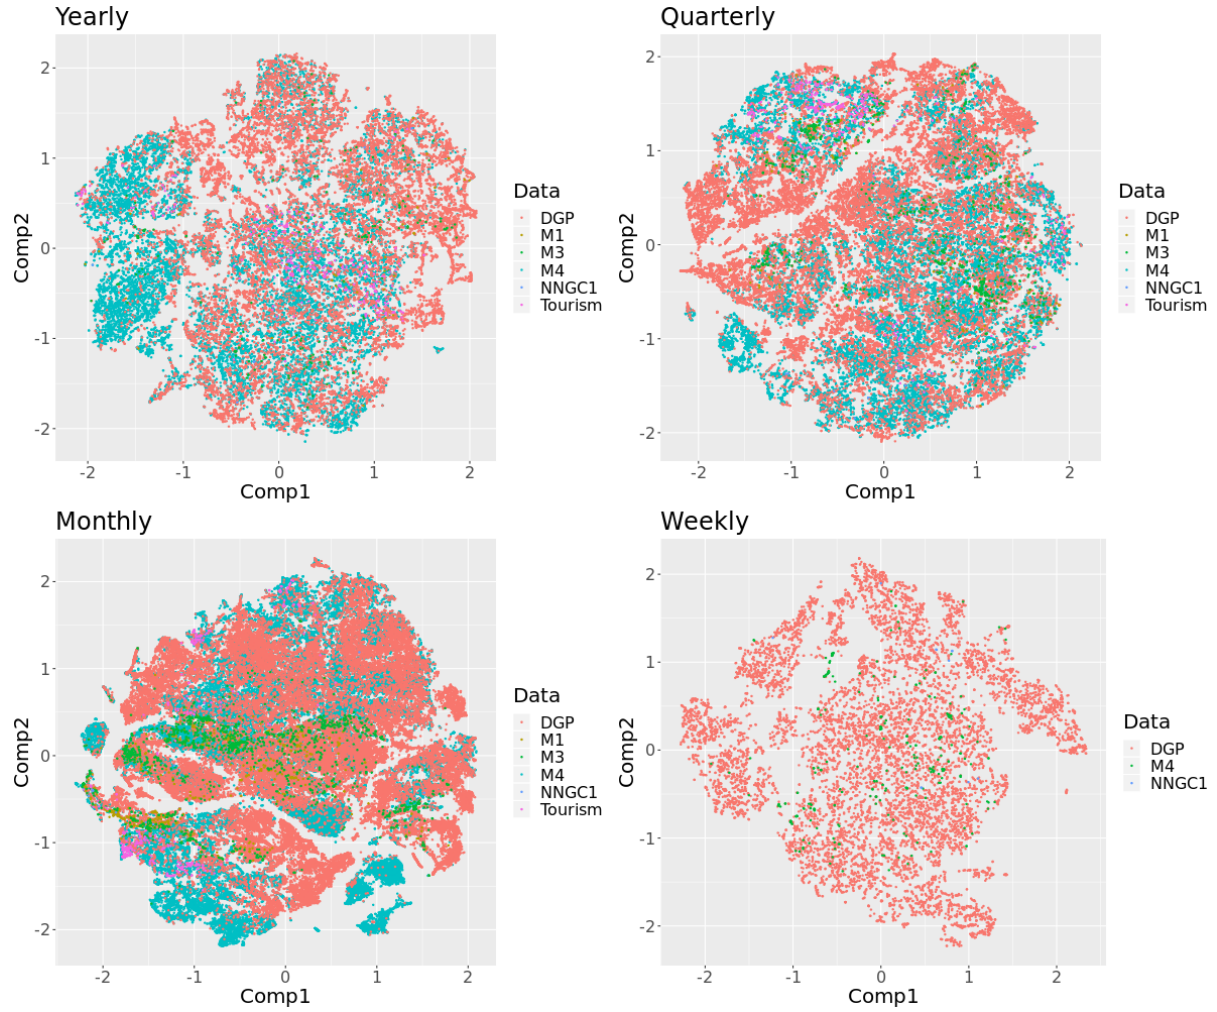 Yearly
Comp2
2
1
0
-1
-2
-2 -1 0 1 2
Comp1
Data
DGP
M1
M3
M4
NNGC1
Tourism
Quarterly
Comp2
2
1
0
-1
-2
-2 -1 0 1 2
Comp1
Data
DGP
M1
M3
M4
NNGC1
Tourism
Monthly
Comp2
2
1
0
-1
-2
-2 -1 0 1 2
Comp1
Data
DGP
M1
M3
M4
NNGC1
Tourism
Weekly
Comp2
2
1
0
-1
-2
-2 -1 0 1 2
Comp1
Data
DGP
M4
NNGC1